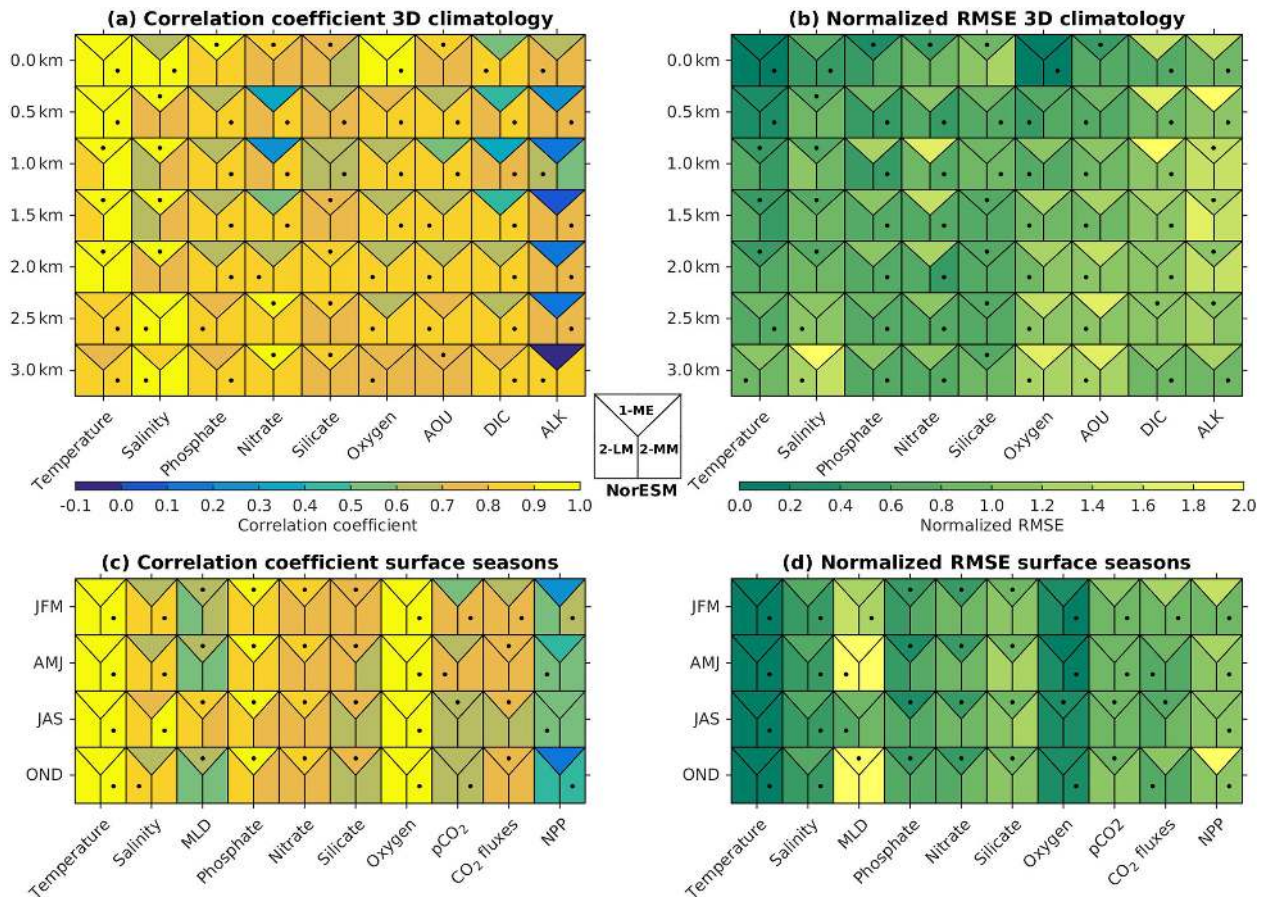 (a) Correlation coefficient 3D climatology
(b) Normalized RMSE 3D climatology
0.0 km
0.5 km
1.0 km
1.5 km
2.0 km
2.5 km
3.0 km
0.0 km
0.5 km
1.0 km
1.5 km
2.0 km
2.5 km
3.0 km
Temperature
Salinity
Phosphate
Nitrate
Silicate
Oxygen
AOU
DIC
ALK
1-ME
2-LM 2-MM
NorESM
Temperature
Salinity
Phosphate
Nitrate
Silicate
Oxygen
AOU
DIC
ALK
-0.1 0.0 0.1 0.2 0.3 0.4 0.5 0.6 0.7 0.8 0.9 1.0
Correlation coefficient
0.0 0.2 0.4 0.6 0.8 1.0 1.2 1.4 1.6 1.8 2.0
Normalized RMSE
(c) Correlation coefficient surface seasons
(d) Normalized RMSE surface seasons
JFM
AMJ
JAS
OND
JFM
AMJ
JAS
OND
Temperature
Salinity
MLD
Phosphate
Nitrate
Silicate
Oxygen
pCO₂
CO₂ fluxes
NPP
Temperature
Salinity
MLD
Phosphate
Nitrate
Silicate
Oxygen
pCO2
CO₂ fluxes
NPP